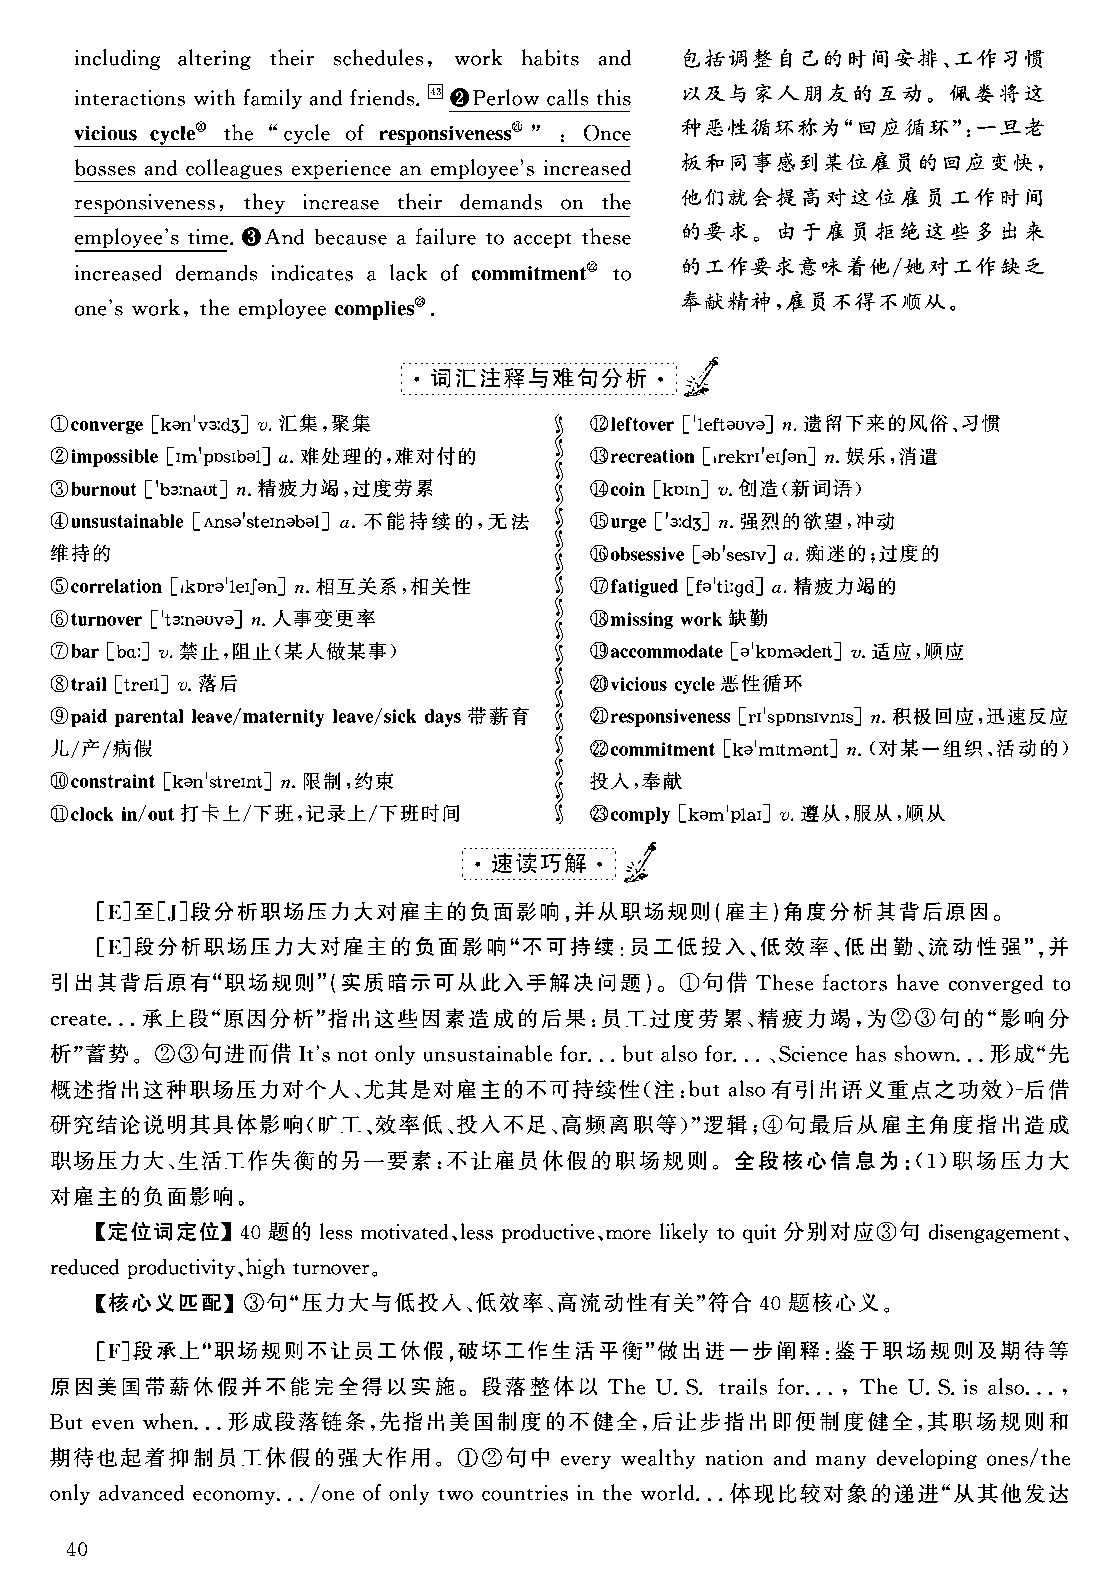 including altering their schedules, work habits and
interactions with family and friends. [43] ❷Perlow calls this
vicious cycle⑳ the “cycle of responsiveness㉑”: Once
bosses and colleagues experience an employee's increased
responsiveness, they increase their demands on the
employee's time. ❸And because a failure to accept these
increased demands indicates a lack of commitment㉒ to
one's work, the employee complies㉓.
包括调整自己的时间安排、工作习惯
以及与家人朋友的互动。佩娄将这
种恶性循环称为“回应循环”:一旦老
板和同事感到某位雇员的回应变快,
他们就会提高对这位雇员工作时间
的要求。由于雇员拒绝这些多出来
的工作要求意味着他/她对工作缺乏
奉献精神,雇员不得不顺从。
·词汇注释与难句分析·
①converge [kən'vɜːdʒ] v. 汇集,聚集
②impossible [ɪm'pɒsɪbəl] a. 难处理的,难对付的
③burnout ['bɜːnaʊt] n. 精疲力竭,过度劳累
④unsustainable [ʌnsə'steɪnəbəl] a. 不能持续的,无法
维持的
⑤correlation [ˌkɒrə'leɪʃən] n. 相互关系,相关性
⑥turnover ['tɜːnəʊvə] n. 人事变更率
⑦bar [bɑː] v. 禁止,阻止(某人做某事)
⑧trail [treɪl] v. 落后
⑨paid parental leave/maternity leave/sick days 带薪育
儿/产/病假
⑩constraint [kən'streɪnt] n. 限制,约束
⑪clock in/out 打卡上/下班,记录上/下班时间
⑫leftover ['leftəʊvə] n. 遗留下来的风俗、习惯
⑬recreation [ˌrekrɪ'eɪʃən] n. 娱乐,消遣
⑭coin [kɒɪn] v. 创造(新词语)
⑮urge ['ɜːdʒ] n. 强烈的欲望,冲动
⑯obsessive [əb'sesɪv] a. 痴迷的;过度的
⑰fatigued [fə'tiːgd] a. 精疲力竭的
⑱missing work 缺勤
⑲accommodate [ə'kɒmədeɪt] v. 适应,顺应
⑳vicious cycle 恶性循环
㉑responsiveness [rɪ'spɒnsɪvnɪs] n. 积极回应,迅速反应
㉒commitment [kə'mɪtmənt] n. (对某一组织、活动的)
投入,奉献
㉓comply [kəm'plaɪ] v. 遵从,服从,顺从
·速读巧解·
[E]至[J]段分析职场压力大对雇主的负面影响,并从职场规则(雇主)角度分析其背后原因。
[E]段分析职场压力大对雇主的负面影响“不可持续:员工低投入、低效率、低出勤、流动性强”,并
引出其背后原有“职场规则”(实质暗示可从此入手解决问题)。①句借 These factors have converged to
create...承上段“原因分析”指出这些因素造成的后果:员工过度劳累、精疲力竭,为②③句的“影响分
析”蓄势。②③句进而借 It's not only unsustainable for...but also for...、Science has shown...形成“先
概述指出这种职场压力对个人、尤其是对雇主的不可持续性(注:but also 有引出语义重点之功效)-后借
研究结论说明其具体影响(旷工、效率低、投入不足、高频离职等)”逻辑;④句最后从雇主角度指出造成
职场压力大、生活工作失衡的另一要素:不让雇员休假的职场规则。全段核心信息为:(1)职场压力大
对雇主的负面影响。
【定位词定位】40 题的 less motivated、less productive、more likely to quit 分别对应③句 disengagement、
reduced productivity、high turnover。
【核心义匹配】③句“压力大与低投入、低效率、高流动性有关”符合 40 题核心义。
[F]段承上“职场规则不让员工休假,破坏工作生活平衡”做出进一步阐释:鉴于职场规则及期待等
原因美国带薪休假并不能完全得以实施。段落整体以 The U.S. trails for..., The U.S. is also...,
But even when...形成段落链条,先指出美国制度的不健全,后让步指出即便制度健全,其职场规则和
期待也起着抑制员工休假的强大作用。①②句中 every wealthy nation and many developing ones/the
only advanced economy.../one of only two countries in the world...体现比较对象的递进“从其他发达
40